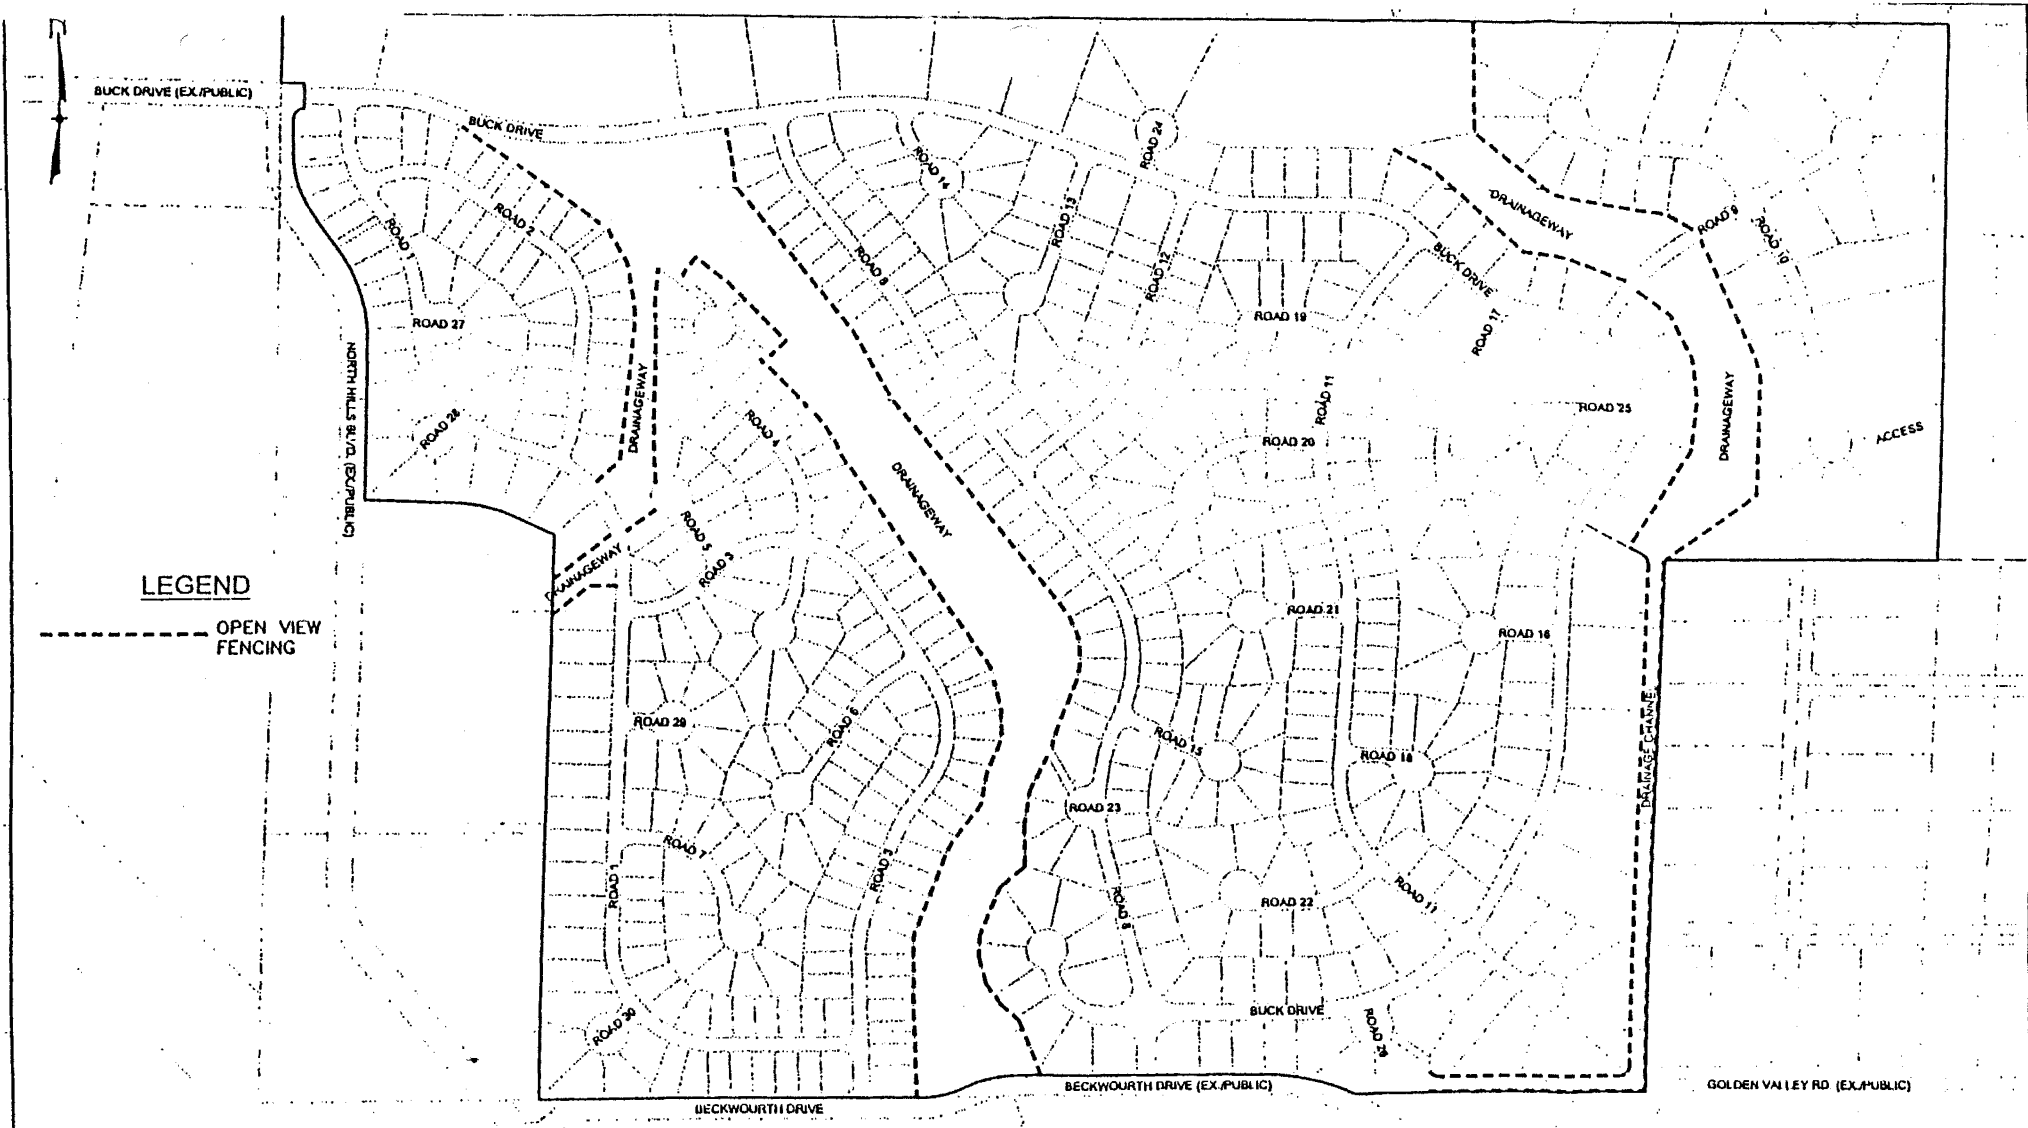 BUCK DRIVE (EX./PUBLIC)
BUCK DRIVE
ROAD 24
ROAD 14
ROAD 2
ROAD 1
ROAD 13
DRAINAGEWAY
ROAD 9
ROAD 10
ROAD 8
ROAD 12
BUCK DRIVE
ROAD 27
ROAD 19
ROAD 17
NORTH HILLS BLVD. (EX./PUBLIC)
DRAINAGEWAY
ROAD 11
ROAD 25
DRAINAGEWAY
ROAD 28
ROAD 4
ROAD 20
ACCESS
DRAINAGEWAY
ROAD 5
ROAD 3
DRAINAGEWAY
LEGEND
OPEN VIEW
FENCING
ROAD 21
ROAD 16
ROAD 29
ROAD 6
ROAD 15
ROAD 18
DRAINAGE CHANNEL
ROAD 23
ROAD 7
ROAD 1
ROAD 3
ROAD 8
ROAD 22
ROAD 11
ROAD 30
BUCK DRIVE
BECKWOURTH DRIVE
BECKWOURTH DRIVE (EX./PUBLIC)
GOLDEN VALLEY RD. (EX./PUBLIC)